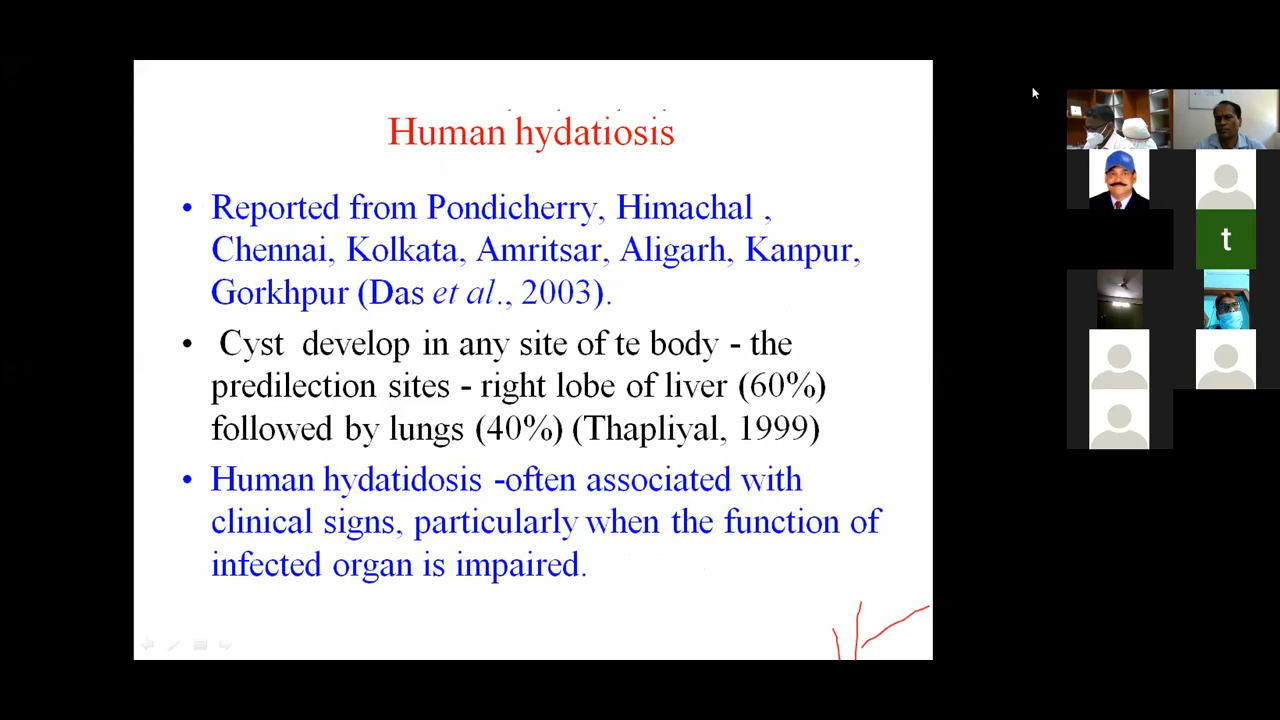 Human hydatiosis
• Reported from Pondicherry, Himachal ,
Chennai, Kolkata, Amritsar, Aligarh, Kanpur,
Gorkhpur (Das et al., 2003).
• Cyst develop in any site of te body - the
predilection sites - right lobe of liver (60%)
followed by lungs (40%) (Thapliyal, 1999)
• Human hydatidosis -often associated with
clinical signs, particularly when the function of
infected organ is impaired.
t